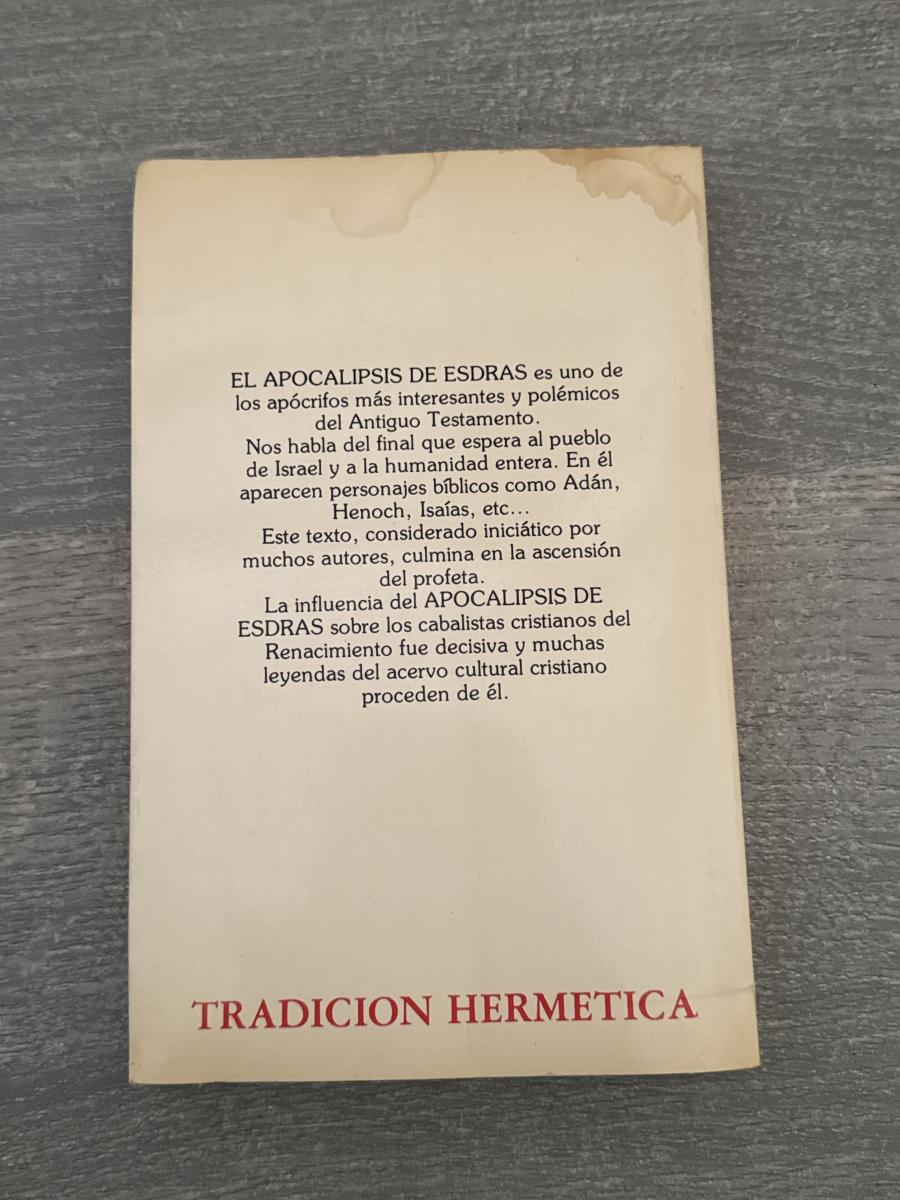 EL APOCALIPSIS DE ESDRAS es uno de
los apócrifos más interesantes y polémicos
del Antiguo Testamento.
Nos habla del final que espera al pueblo
de Israel y a la humanidad entera. En él
aparecen personajes bíblicos como Adán,
Henoch, Isaías, etc...
Este texto, considerado iniciático por
muchos autores, culmina en la ascensión
del profeta.
La influencia del APOCALIPSIS DE
ESDRAS sobre los cabalistas cristianos del
Renacimiento fue decisiva y muchas
leyendas del acervo cultural cristiano
proceden de él.
TRADICION HERMETICA